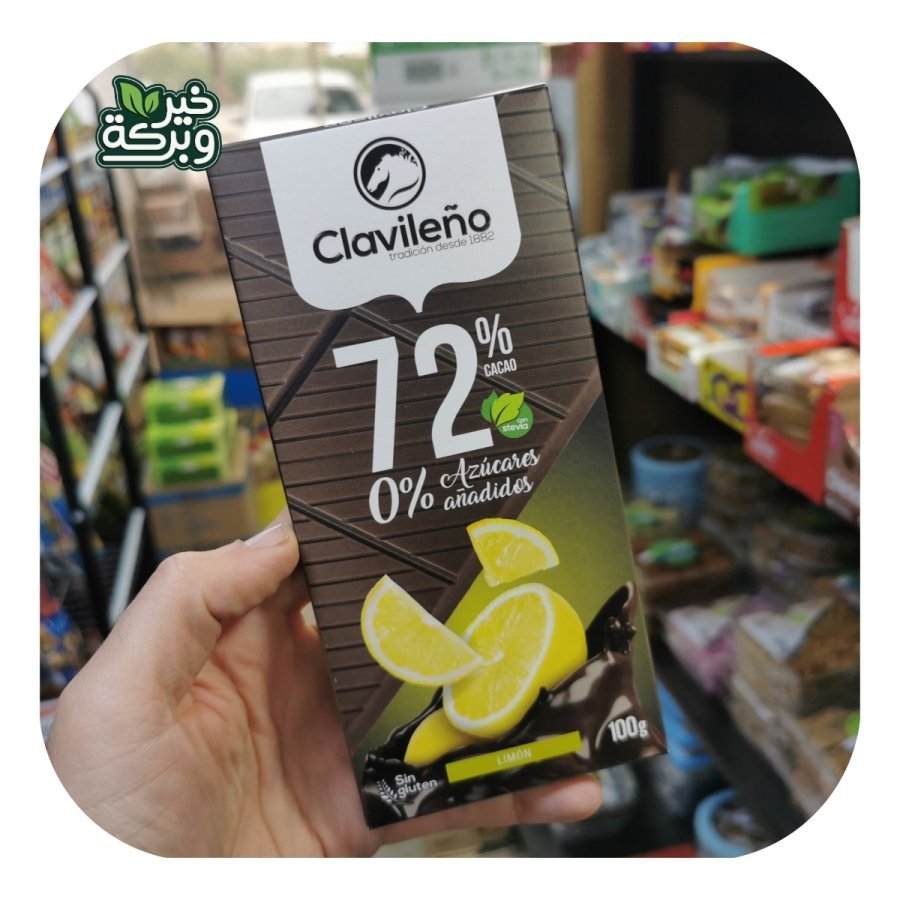 خير
وبركة
Clavileño
tradición desde 1882
72%
CACAO
con
stevia
0% Azúcares
añadidos
LIMÓN
100g
Sin
gluten